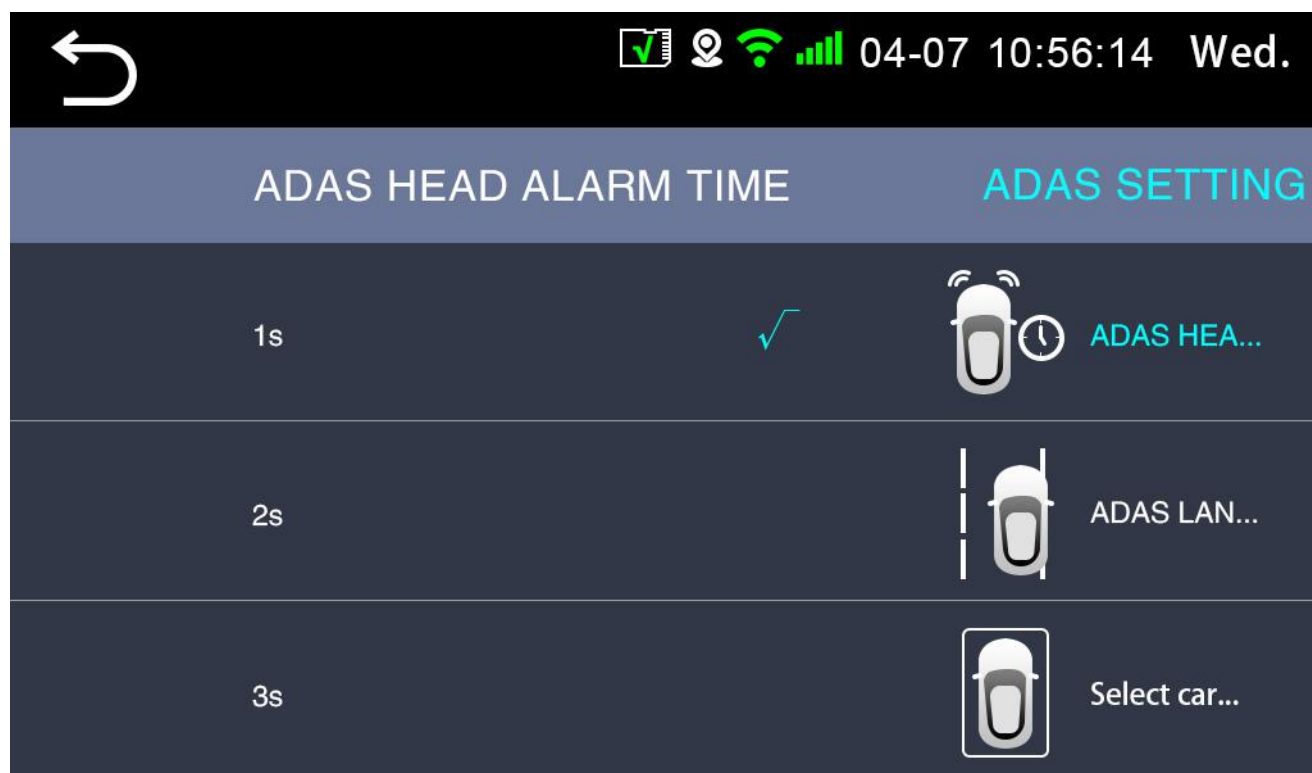 04-07 10:56:14 Wed.
ADAS HEAD ALARM TIME ADAS SETTING
1s ADAS HEA...
2s ADAS LAN...
3s Select car...